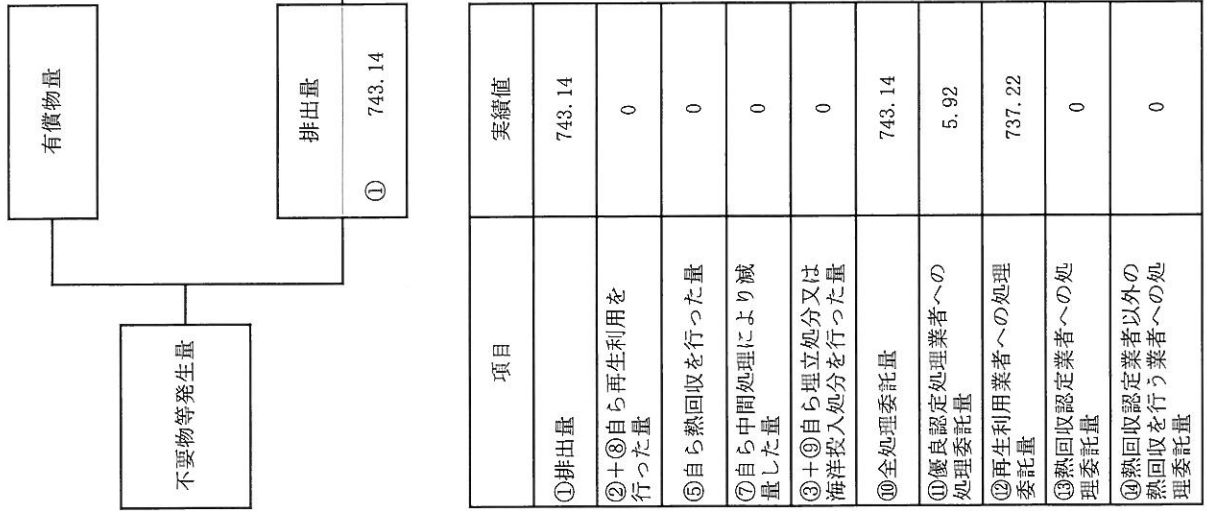 不要物等発生量
有償物量
排出量
① 743.14
項目
実績値
①排出量
743.14
②+⑧自ら再生利用を
行った量
0
⑤自ら熱回収を行った量
0
⑦自ら中間処理により減
量した量
0
③+⑨自ら埋立処分又は
海洋投入処分を行った量
0
⑩全処理委託量
743.14
⑪優良認定処理業者への
処理委託量
5.92
⑫再生利用業者への処理
委託量
737.22
⑬熱回収認定業者への処
理委託量
0
⑭熱回収認定業者以外の
熱回収を行う業者への処
理委託量
0